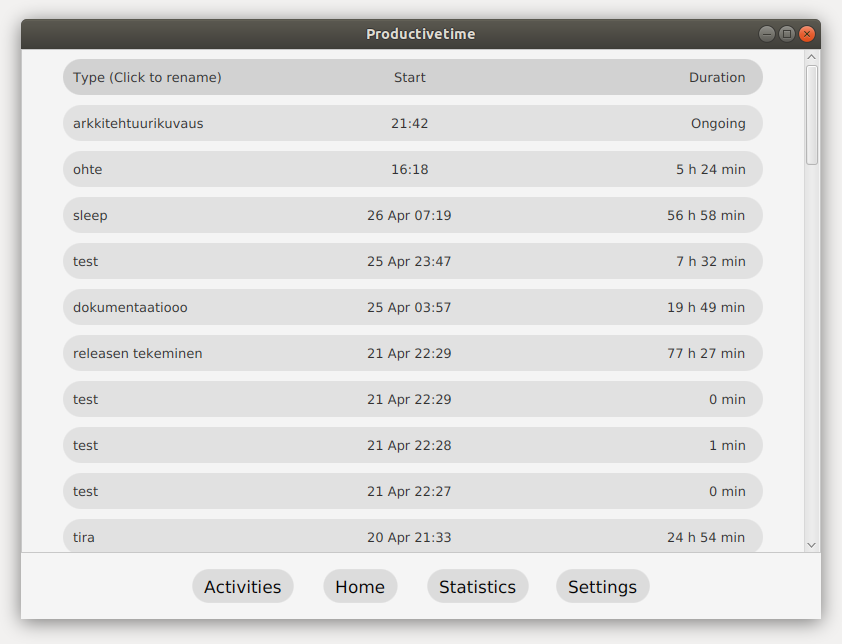 Productivetime
Type (Click to rename) Start Duration
arkkitehtuurikuvaus 21:42 Ongoing
ohte 16:18 5 h 24 min
sleep 26 Apr 07:19 56 h 58 min
test 25 Apr 23:47 7 h 32 min
dokumentaatiooo 25 Apr 03:57 19 h 49 min
releasen tekeminen 21 Apr 22:29 77 h 27 min
test 21 Apr 22:29 0 min
test 21 Apr 22:28 1 min
test 21 Apr 22:27 0 min
tira 20 Apr 21:33 24 h 54 min
Activities Home Statistics Settings